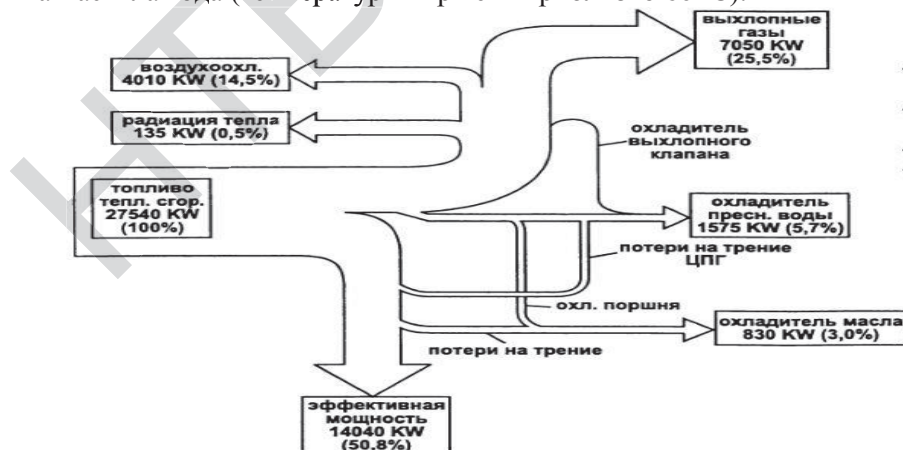 выхлопные
газы
7050 KW
(25,5%)
воздухоохл.
4010 KW (14,5%)
радиация тепла
135 KW (0,5%)
охладитель
выхлопного
клапана
топливо
тепл. сгор.
27540 KW
(100%)
охладитель
пресн. воды
1575 KW (5,7%)
потери на трение
ЦПГ
охл. поршня
охладитель масла
830 KW (3,0%)
потери на трение
эффективная
мощность
14040 KW
(50,8%)